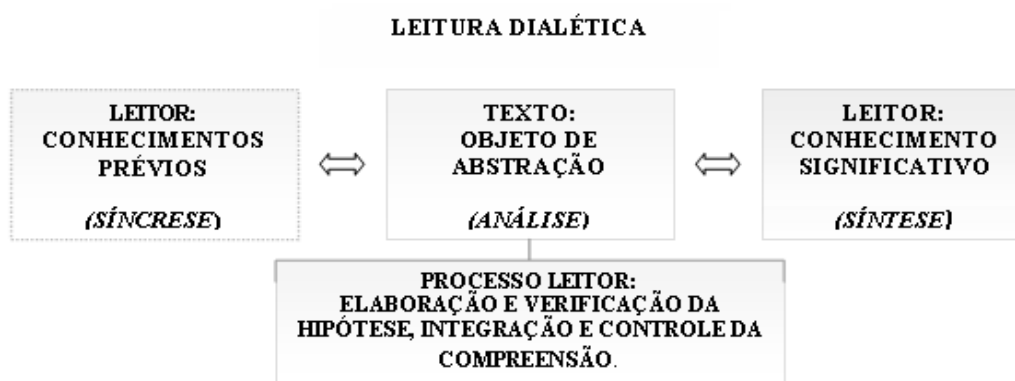 LEITURA DIALÉTICA
LEITOR:
CONHECIMENTOS
PRÉVIOS
(SÍNCRESE)
TEXTO:
OBJETO DE
ABSTRAÇÃO
(ANÁLISE)
LEITOR:
CONHECIMENTO
SIGNIFICATIVO
(SÍNTESE)
PROCESSO LEITOR:
ELABORAÇÃO E VERIFICAÇÃO DA
HIPÓTESE, INTEGRAÇÃO E CONTROLE DA
COMPREENSÃO.